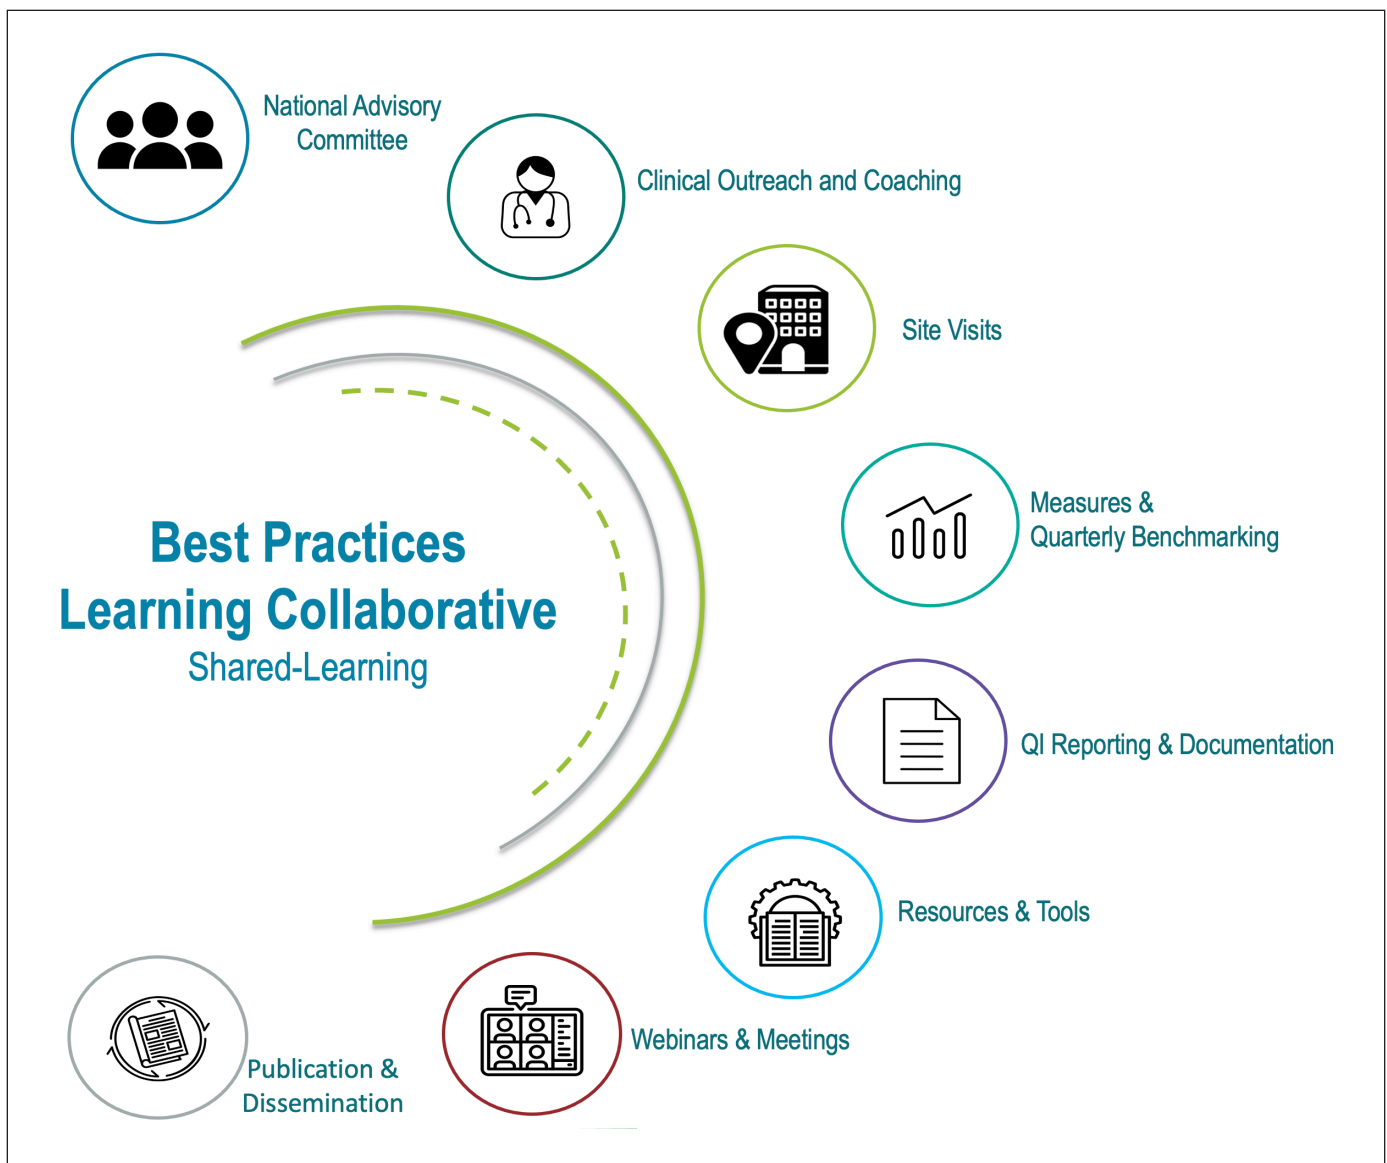 National Advisory
Committee
Clinical Outreach and Coaching
Site Visits
Measures &
Quarterly Benchmarking
Best Practices
Learning Collaborative
Shared-Learning
QI Reporting & Documentation
Resources & Tools
Webinars & Meetings
Publication &
Dissemination